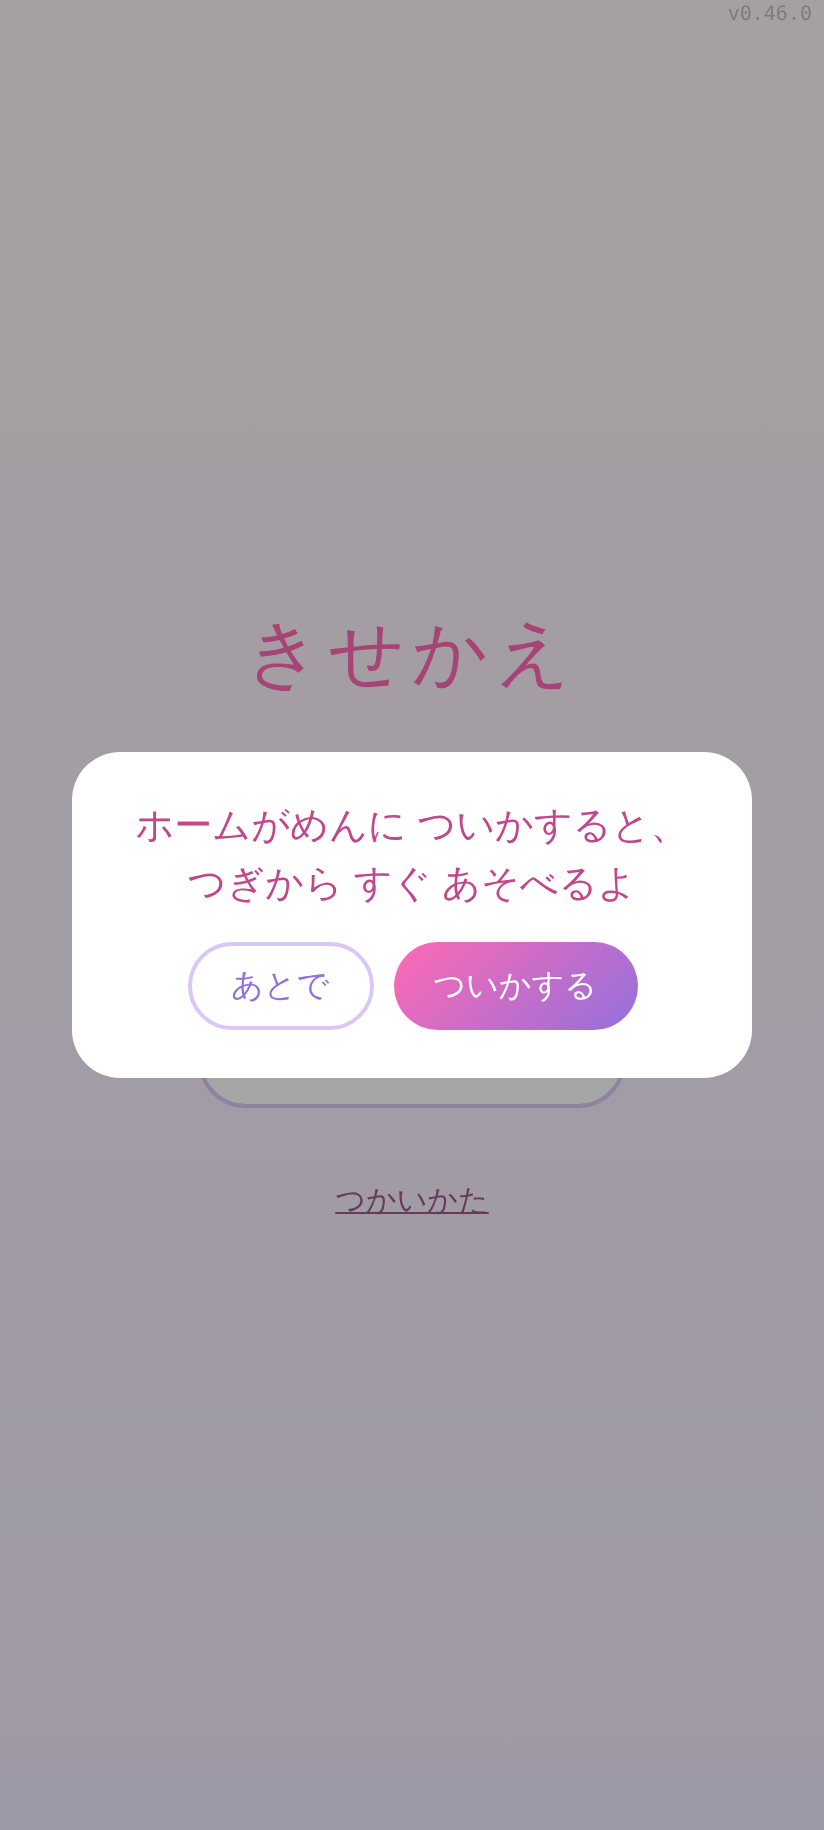 v0.46.0
きせかえ
ホームがめんに ついかすると、
つぎから すぐ あそべるよ
あとで
ついかする
つかいかた